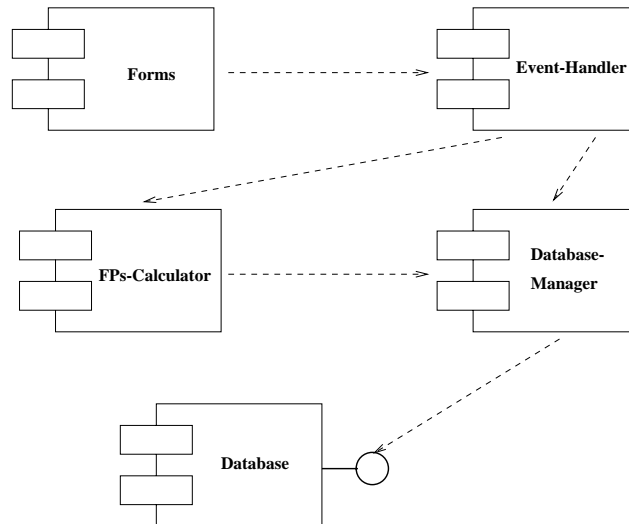 Forms
Event-Handler
FPs-Calculator
Database-
Manager
Database